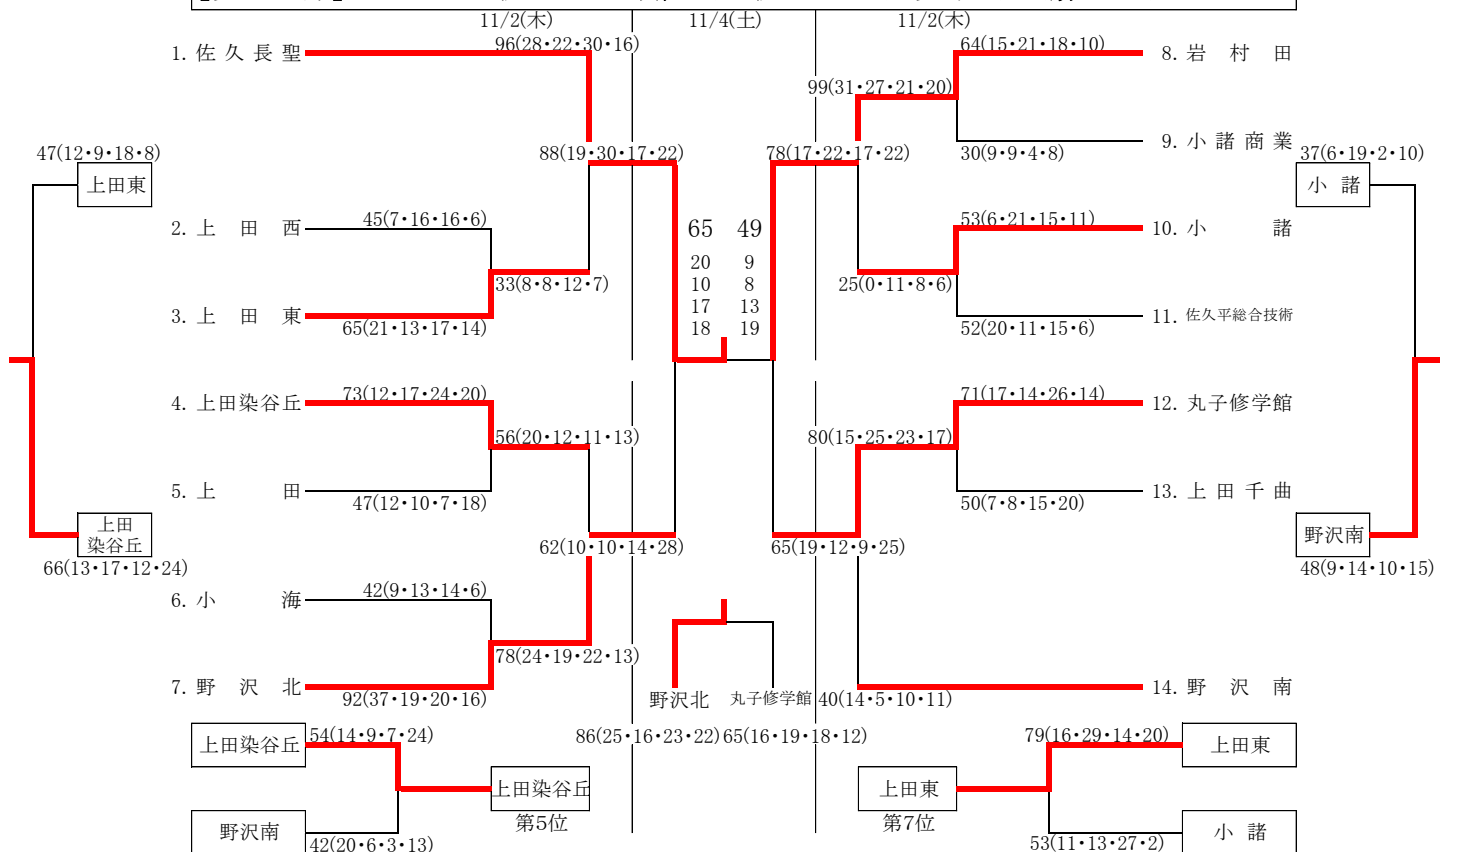 11/2(木) 11/4(土) 11/2(木)
96(28・22・30・16) 64(15・21・18・10)
1. 佐久長聖 8. 岩村田
99(31・27・21・20)
9. 小諸商業
47(12・9・18・8) 88(19・30・17・22) 78(17・22・17・22) 30(9・9・4・8) 37(6・19・2・10)
上田東 小諸
45(7・16・16・6) 53(6・21・15・11)
2. 上田西 65 49 10. 小諸
20 9
33(8・8・12・7) 10 8 25(0・11・8・6)
17 13
3. 上田東 11. 佐久平総合技術
65(21・13・17・14) 18 19 52(20・11・15・6)
73(12・17・24・20) 71(17・14・26・14)
4. 上田染谷丘 12. 丸子修学館
56(20・12・11・13) 80(15・25・23・17)
5. 上田 13. 上田千曲
47(12・10・7・18) 50(7・8・15・20)
上田
染谷丘 野沢南
62(10・10・14・28) 65(19・12・9・25)
66(13・17・12・24) 48(9・14・10・15)
42(9・13・14・6)
6. 小海
78(24・19・22・13)
7. 野沢北 14. 野沢南
92(37・19・20・16) 野沢北 丸子修学館 40(14・5・10・11)
54(14・9・7・24) 86(25・16・23・22) 65(16・19・18・12) 79(16・29・14・20)
上田染谷丘 上田東
上田染谷丘 上田東
第5位 第7位
野沢南 小諸
42(20・6・3・13) 53(11・13・27・2)